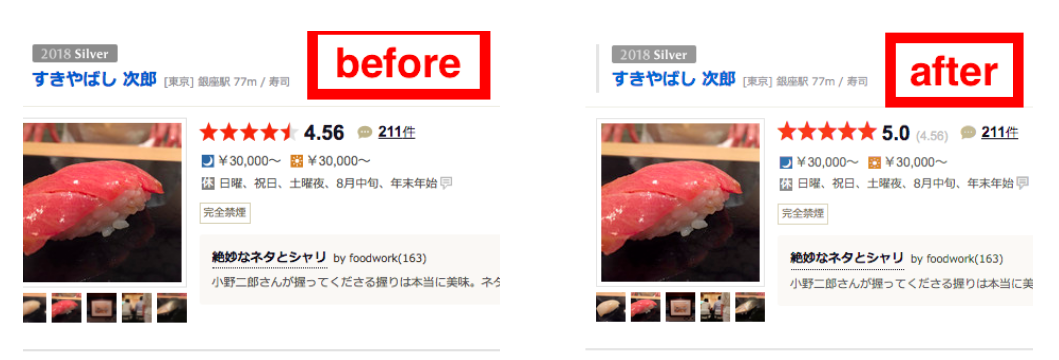 2018 Silver
before
すきやばし 次郎 [東京] 銀座駅 77m / 寿司
4.56 211件
￥30,000～ ￥30,000～
休 日曜、祝日、土曜夜、8月中旬、年末年始
完全禁煙
絶妙なネタとシャリ by foodwork(163)
小野二郎さんが握ってくださる握りは本当に美味。ネタ
2018 Silver
after
すきやばし 次郎 [東京] 銀座駅 77m / 寿司
5.0 (4.56) 211件
￥30,000～ ￥30,000～
休 日曜、祝日、土曜夜、8月中旬、年末年始
完全禁煙
絶妙なネタとシャリ by foodwork(163)
小野二郎さんが握ってくださる握りは本当に美